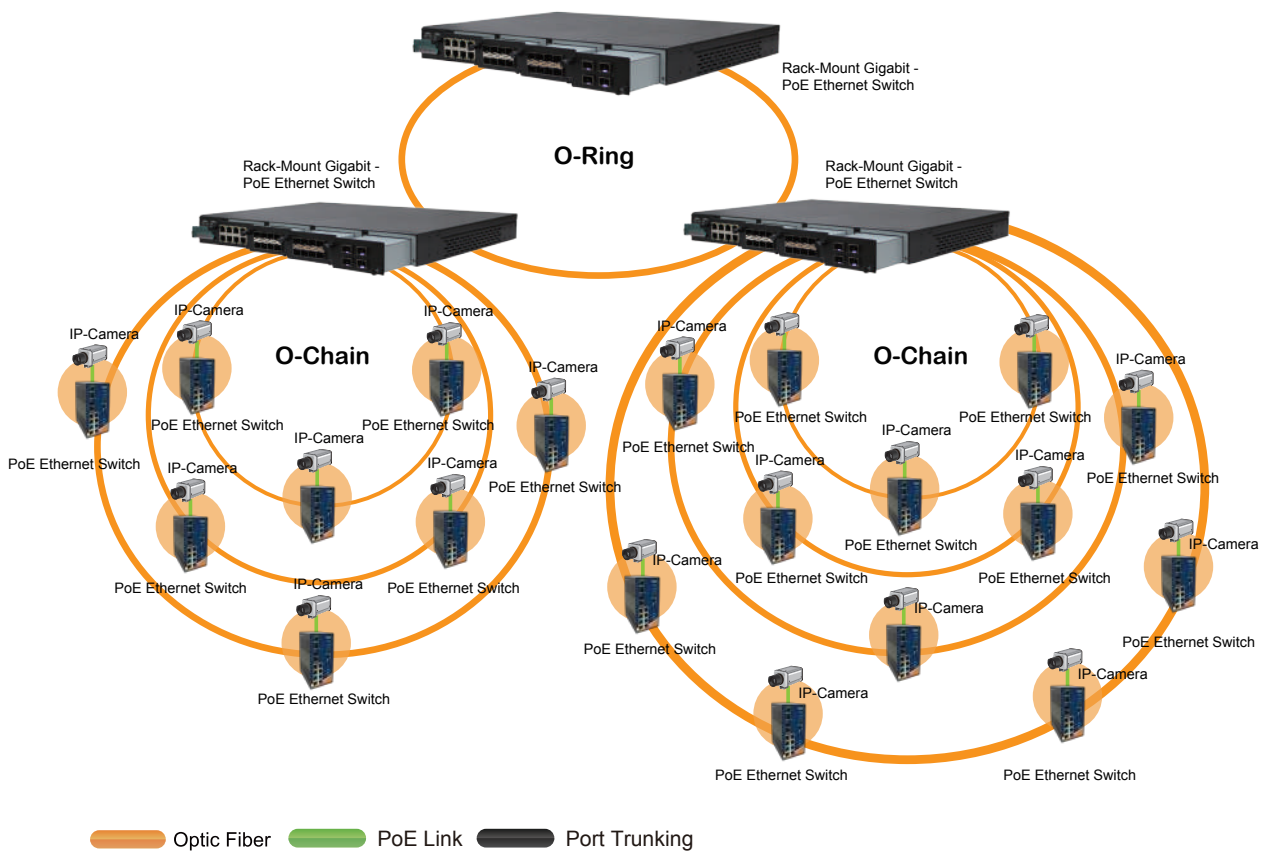 Rack-Mount Gigabit -
PoE Ethernet Switch
O-Ring
Rack-Mount Gigabit -
PoE Ethernet Switch
Rack-Mount Gigabit -
PoE Ethernet Switch
IP-Camera
IP-Camera
IP-Camera
IP-Camera
O-Chain
PoE Ethernet Switch
PoE Ethernet Switch
IP-Camera
PoE Ethernet Switch
IP-Camera
IP-Camera
PoE Ethernet Switch
PoE Ethernet Switch
PoE Ethernet Switch
IP-Camera
PoE Ethernet Switch
IP-Camera
IP-Camera
IP-Camera
O-Chain
IP-Camera
PoE Ethernet Switch
PoE Ethernet Switch
PoE Ethernet Switch
IP-Camera
PoE Ethernet Switch
IP-Camera
IP-Camera
PoE Ethernet Switch
IP-Camera
PoE Ethernet Switch
PoE Ethernet Switch
IP-Camera
IP-Camera
PoE Ethernet Switch
PoE Ethernet Switch
PoE Ethernet Switch
IP-Camera
IP-Camera
PoE Ethernet Switch
PoE Ethernet Switch
Optic Fiber
PoE Link
Port Trunking